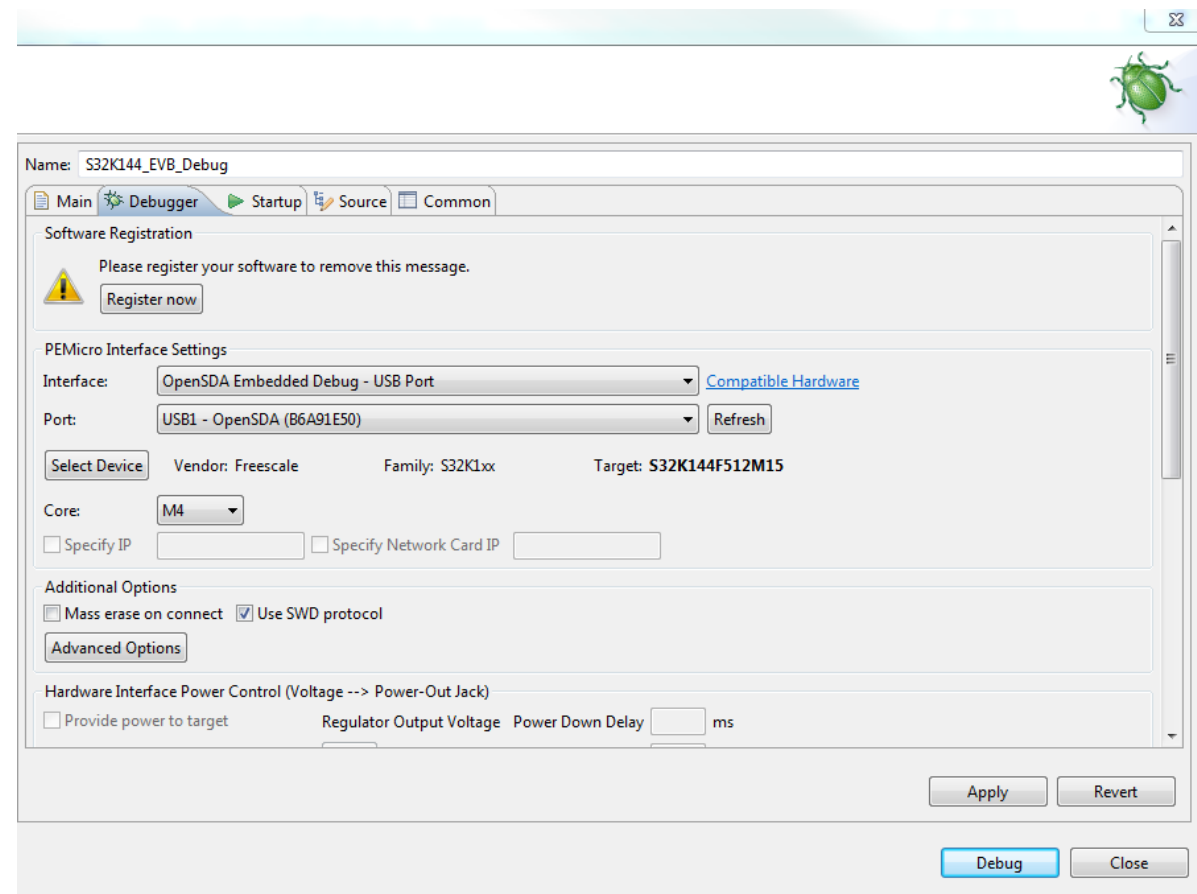 Name: S32K144_EVB_Debug
Main Debugger Startup Source Common
Software Registration
Please register your software to remove this message.
Register now
PEMicro Interface Settings
Interface: OpenSDA Embedded Debug - USB Port Compatible Hardware
Port: USB1 - OpenSDA (B6A91E50) Refresh
Select Device Vendor: Freescale Family: S32K1xx Target: S32K144F512M15
Core: M4
Specify IP Specify Network Card IP
Additional Options
Mass erase on connect Use SWD protocol
Advanced Options
Hardware Interface Power Control (Voltage --> Power-Out Jack)
Provide power to target Regulator Output Voltage Power Down Delay ms
Apply Revert
Debug Close